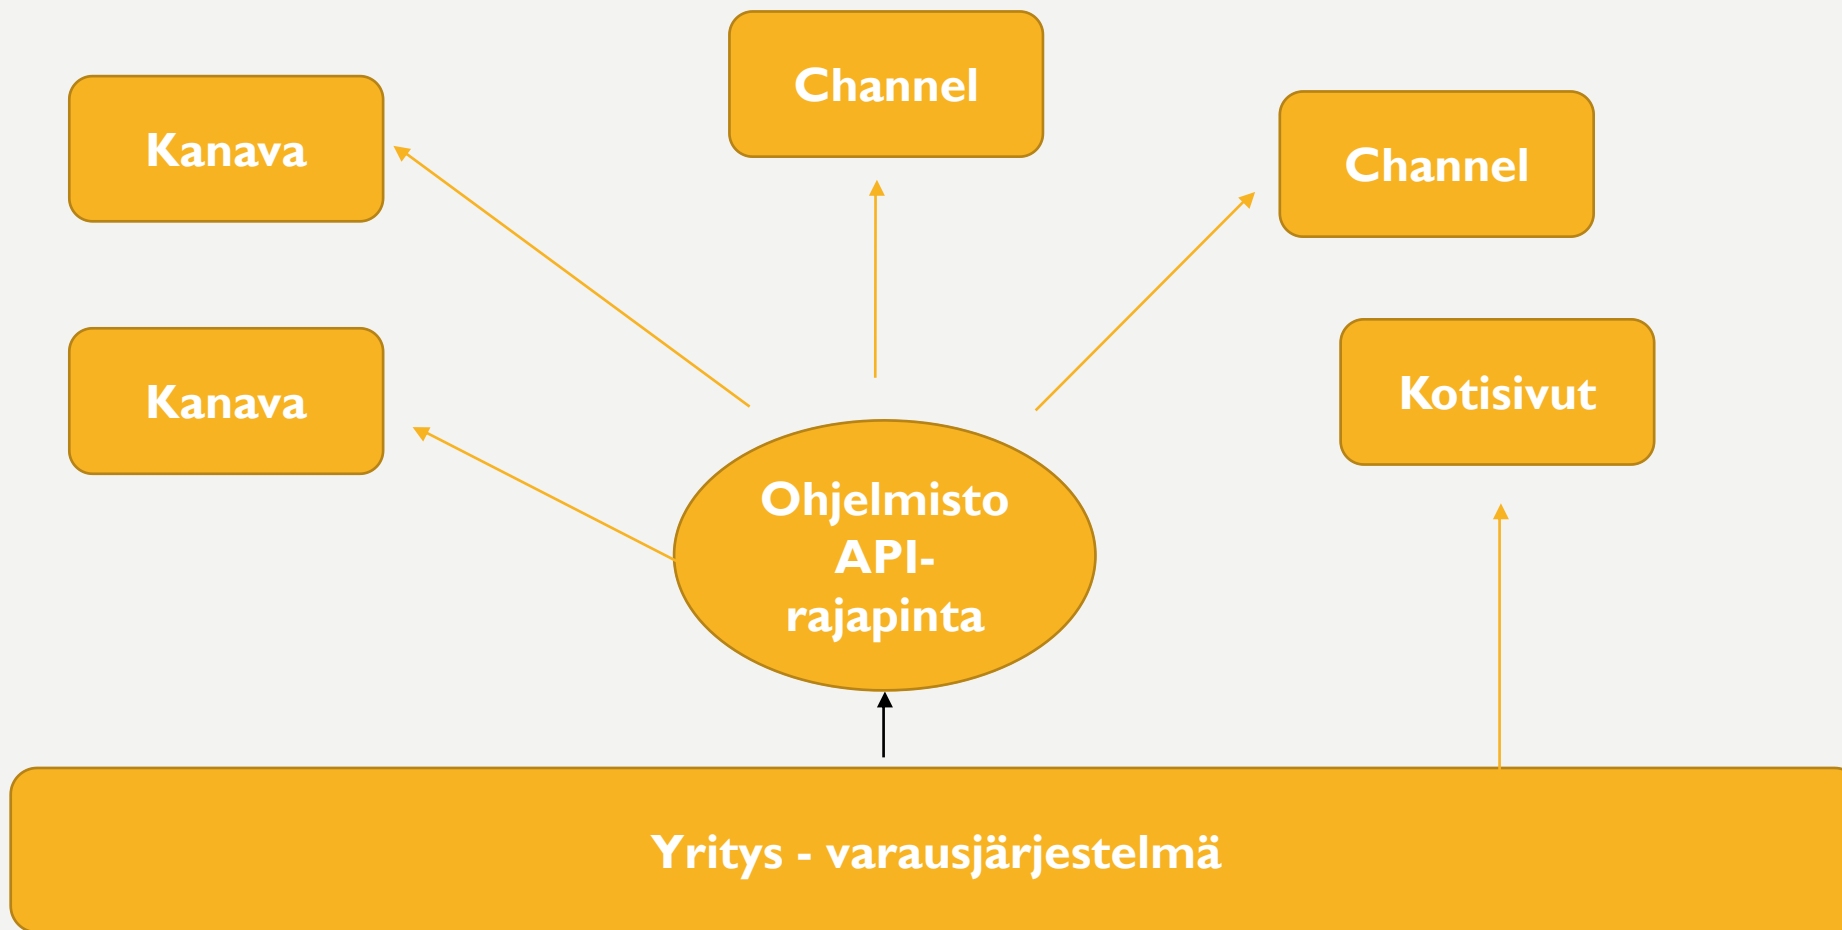 Channel
Kanava
Channel
Kanava
Kotisivut
Ohjelmisto
API-
rajapinta
Yritys - varausjärjestelmä